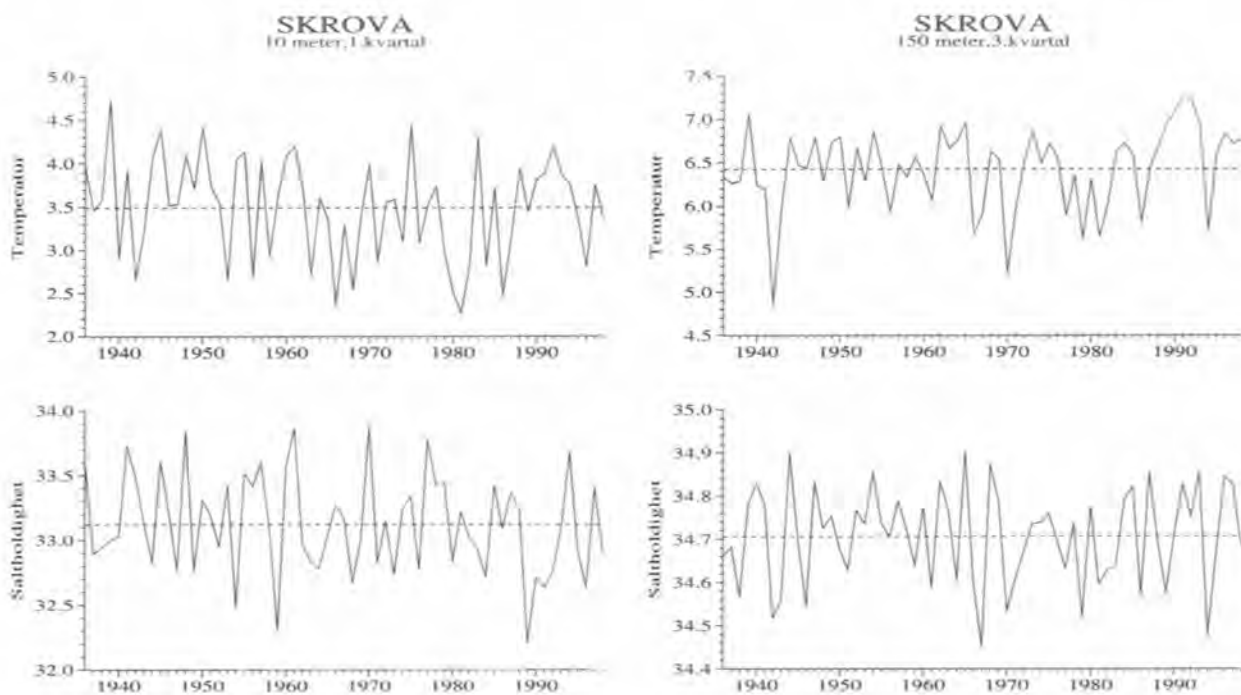 SKROVA
10 meter,1.kvartal
Temperatur
5.0
4.5
4.0
3.5
3.0
2.5
2.0
1940 1950 1960 1970 1980 1990
SKROVA
150 meter,3.kvartal
Temperatur
7.5
7.0
6.5
6.0
5.5
5.0
4.5
1940 1950 1960 1970 1980 1990
Saltholdighet
34.0
33.5
33.0
32.5
32.0
1940 1950 1960 1970 1980 1990
Saltholdighet
35.0
34.9
34.8
34.7
34.6
34.5
34.4
1940 1950 1960 1970 1980 1990